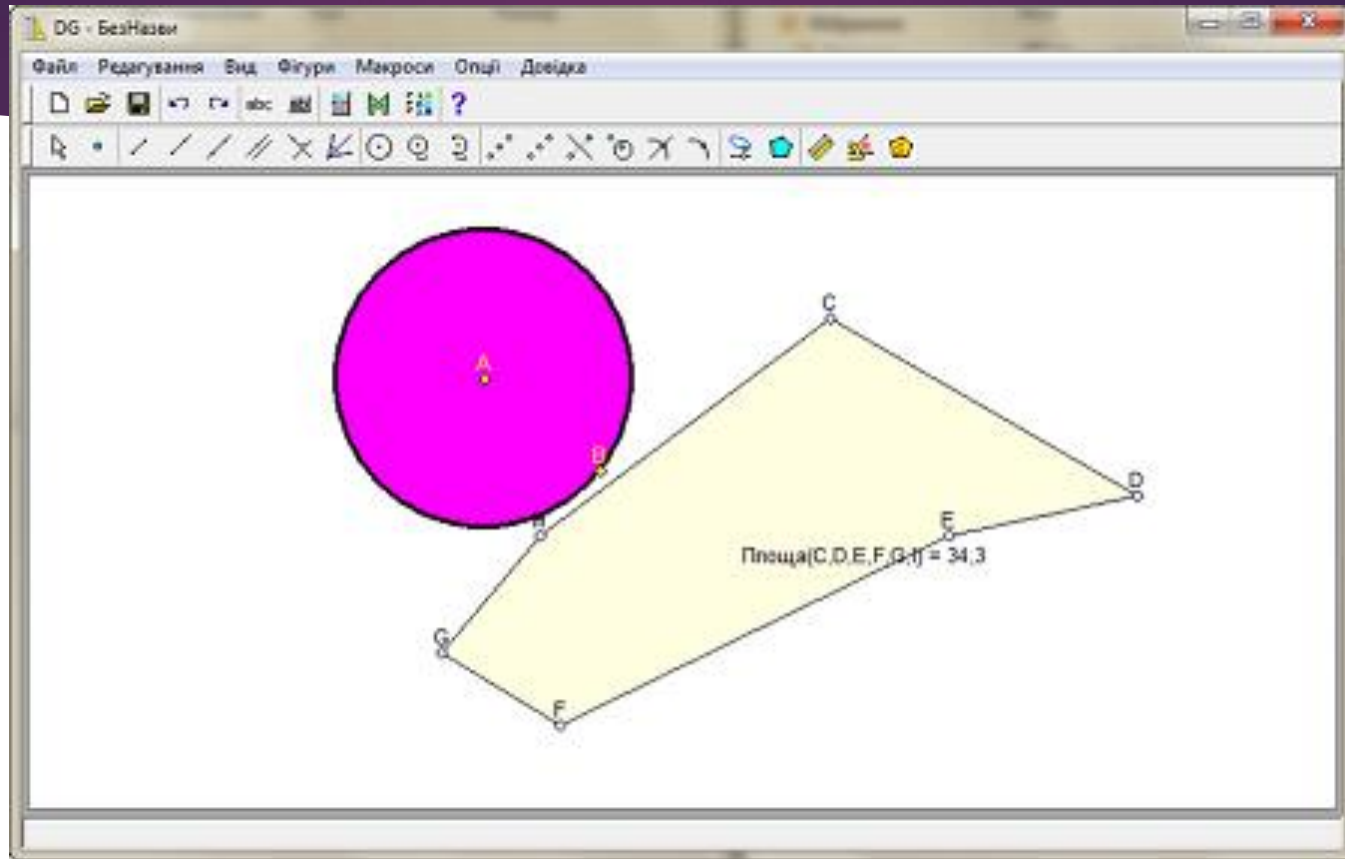 DG - БезНазви
Файл Редагування Вид Фігури Макроси Опції Довідка
abc
C
A
B
D
E
Площа(C,D,E,F,G,I) = 34,3
G
F